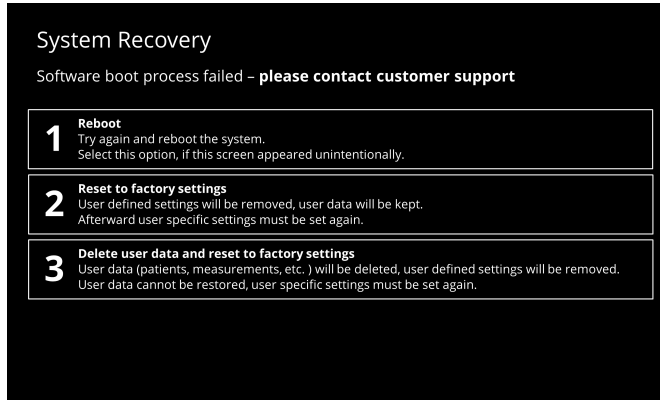 System Recovery
Software boot process failed – please contact customer support
1
Reboot
Try again and reboot the system.
Select this option, if this screen appeared unintentionally.
2
Reset to factory settings
User defined settings will be removed, user data will be kept.
Afterward user specific settings must be set again.
3
Delete user data and reset to factory settings
User data (patients, measurements, etc. ) will be deleted, user defined settings will be removed.
User data cannot be restored, user specific settings must be set again.